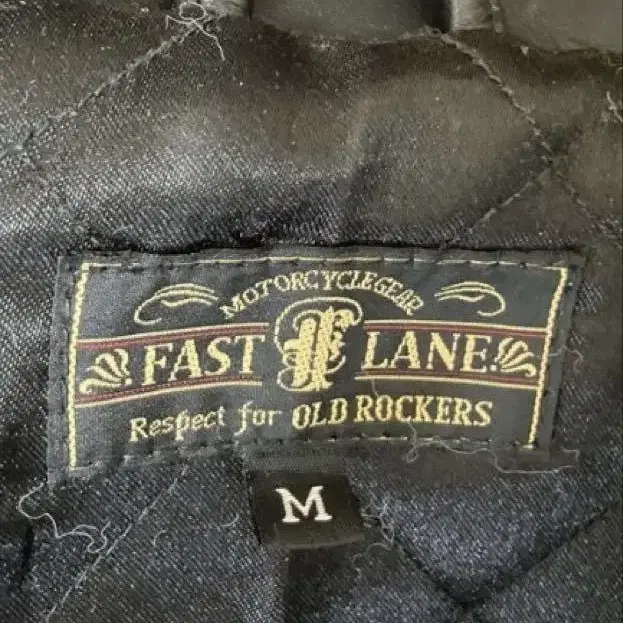 MOTORCYCLEGEAR
FAST LANE
Respect for OLD ROCKERS
M